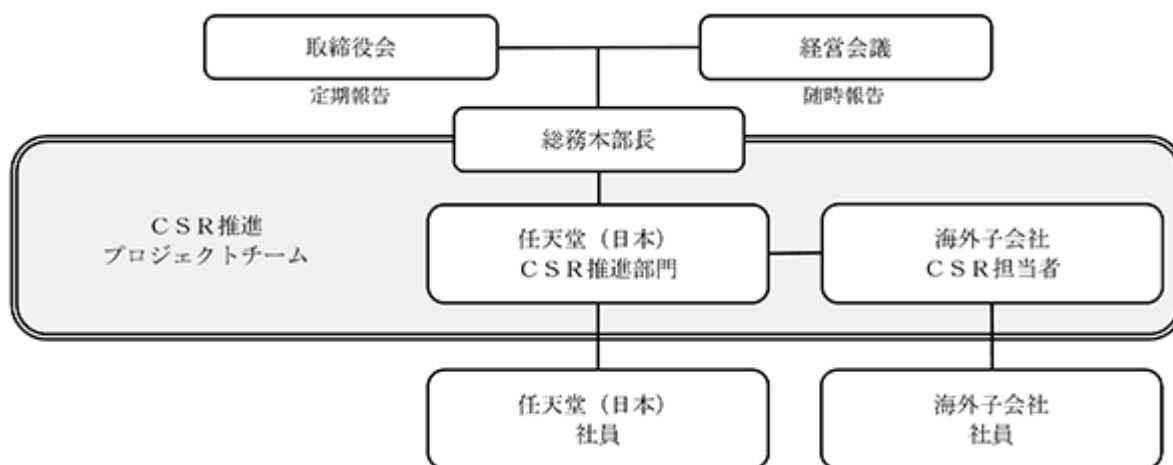 取締役会
経営会議
定期報告
随時報告
総務本部長
ＣＳＲ推進
プロジェクトチーム
任天堂（日本）
ＣＳＲ推進部門
海外子会社
ＣＳＲ担当者
任天堂（日本）
社員
海外子会社
社員